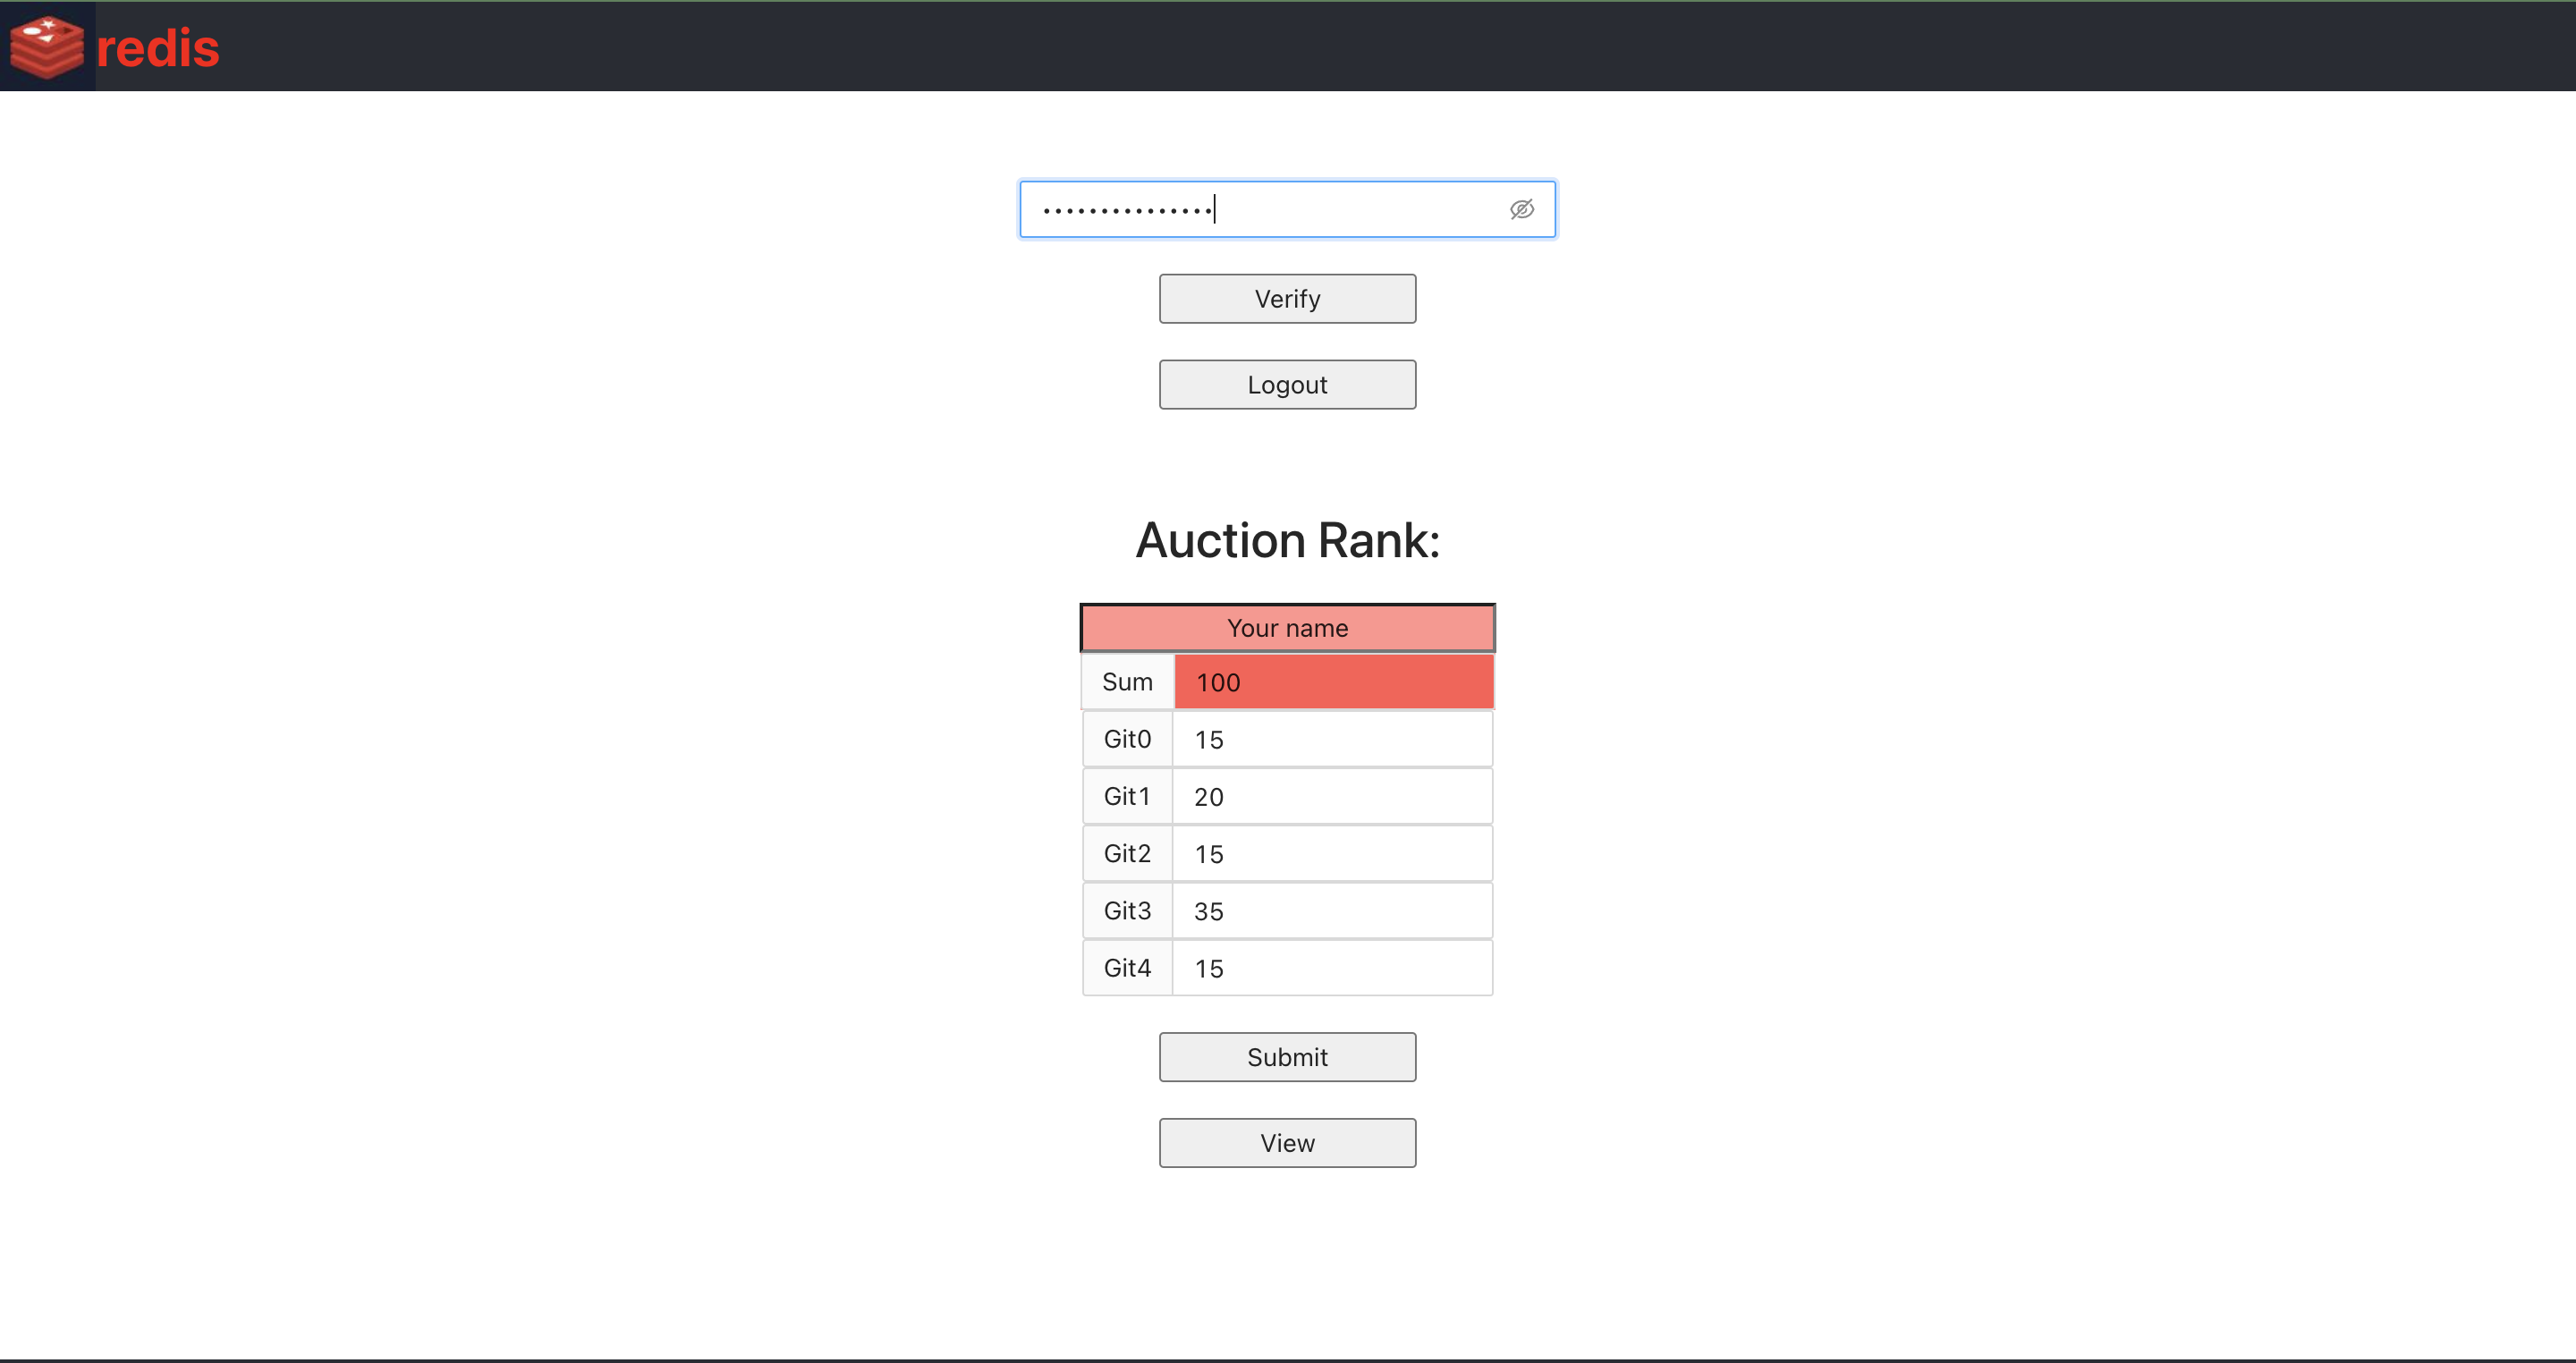 redis
•••••••••••••••
Verify
Logout
Auction Rank:
Your name
Sum 100
Git0 15
Git1 20
Git2 15
Git3 35
Git4 15
Submit
View